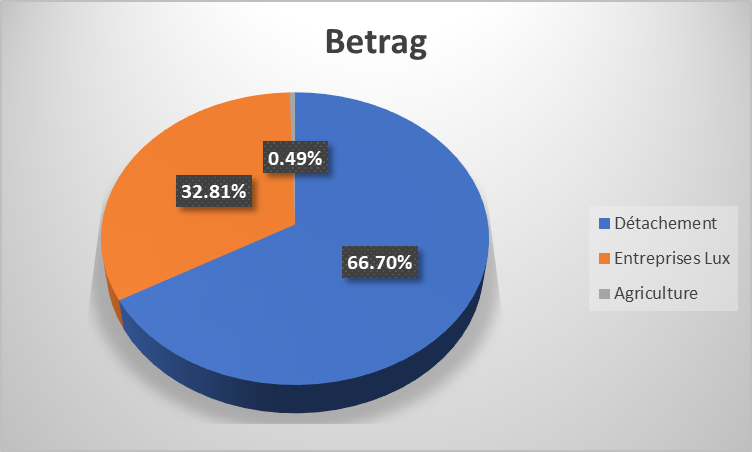 Betrag
0.49%
32.81%
66.70%
Détachement
Entreprises Lux
Agriculture